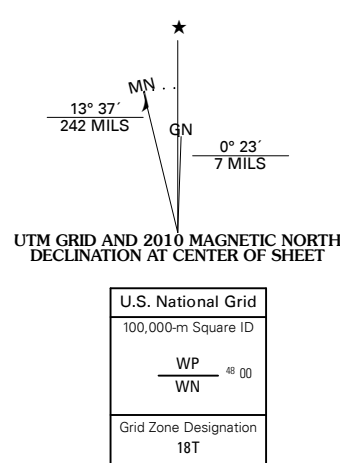 ★
MN
13° 37´
242 MILS
GN
0° 23´
7 MILS
UTM GRID AND 2010 MAGNETIC NORTH
DECLINATION AT CENTER OF SHEET
U.S. National Grid
100,000-m Square ID
WP
48 00
WN
Grid Zone Designation
18T